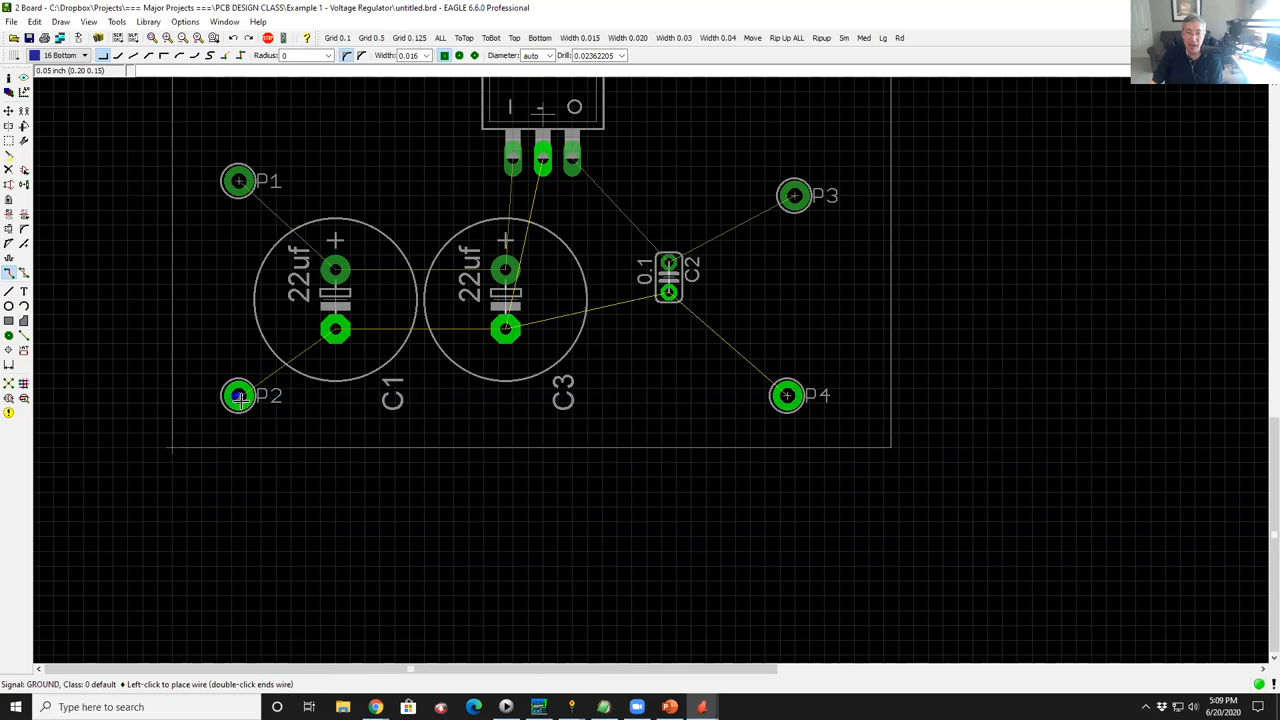 2 Board - C:\Dropbox\Projects\=== Major Projects\PCB DESIGN CLASS\Example 1 - Voltage Regulator\untitled.brd - EAGLE 6.6.0 Professional
File Edit Draw View Tools Library Options Window Help
Grid 0.1 Grid 0.5 Grid 0.125 ALL ToTop ToBot Top Bottom Width 0.015 Width 0.020 Width 0.03 Width 0.04 Rip Up ALL Ripup Sm Med Lg Rd
16 Bottom Radius: 0 Width: 0.016 Diameter: auto Drill: 0.02362205
0.05 inch (0.20 0.15)
I - O
P1
P3
22uf
22uf
0.1
C2
P2
C1
C3
P4
Signal: GROUND, Class: 0 default ♦ Left-click to place wire (double-click ends wire)
Type here to search
5:09 PM
6/20/2020